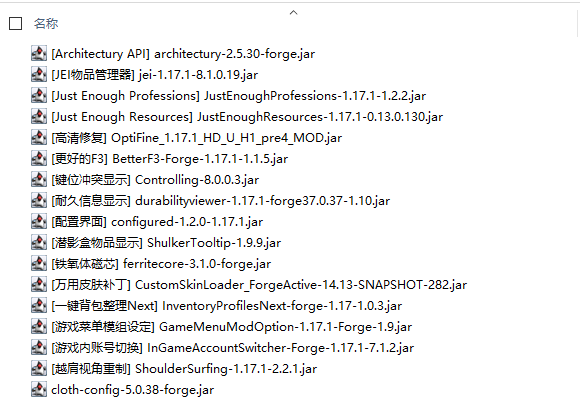 名称
[Architectury API] architectury-2.5.30-forge.jar
[JEI物品管理器] jei-1.17.1-8.1.0.19.jar
[Just Enough Professions] JustEnoughProfessions-1.17.1-1.2.2.jar
[Just Enough Resources] JustEnoughResources-1.17.1-0.13.0.130.jar
[高清修复] OptiFine_1.17.1_HD_U_H1_pre4_MOD.jar
[更好的F3] BetterF3-Forge-1.17.1-1.1.5.jar
[键位冲突显示] Controlling-8.0.0.3.jar
[耐久信息显示] durabilityviewer-1.17.1-forge37.0.37-1.10.jar
[配置界面] configured-1.2.0-1.17.1.jar
[潜影盒物品显示] ShulkerTooltip-1.9.9.jar
[铁氧体磁芯] ferritecore-3.1.0-forge.jar
[万用皮肤补丁] CustomSkinLoader_ForgeActive-14.13-SNAPSHOT-282.jar
[一键背包整理Next] InventoryProfilesNext-forge-1.17-1.0.3.jar
[游戏菜单模组设定] GameMenuModOption-1.17.1-Forge-1.9.jar
[游戏内账号切换] InGameAccountSwitcher-Forge-1.17.1-7.1.2.jar
[越肩视角重制] ShoulderSurfing-1.17.1-2.2.1.jar
cloth-config-5.0.38-forge.jar